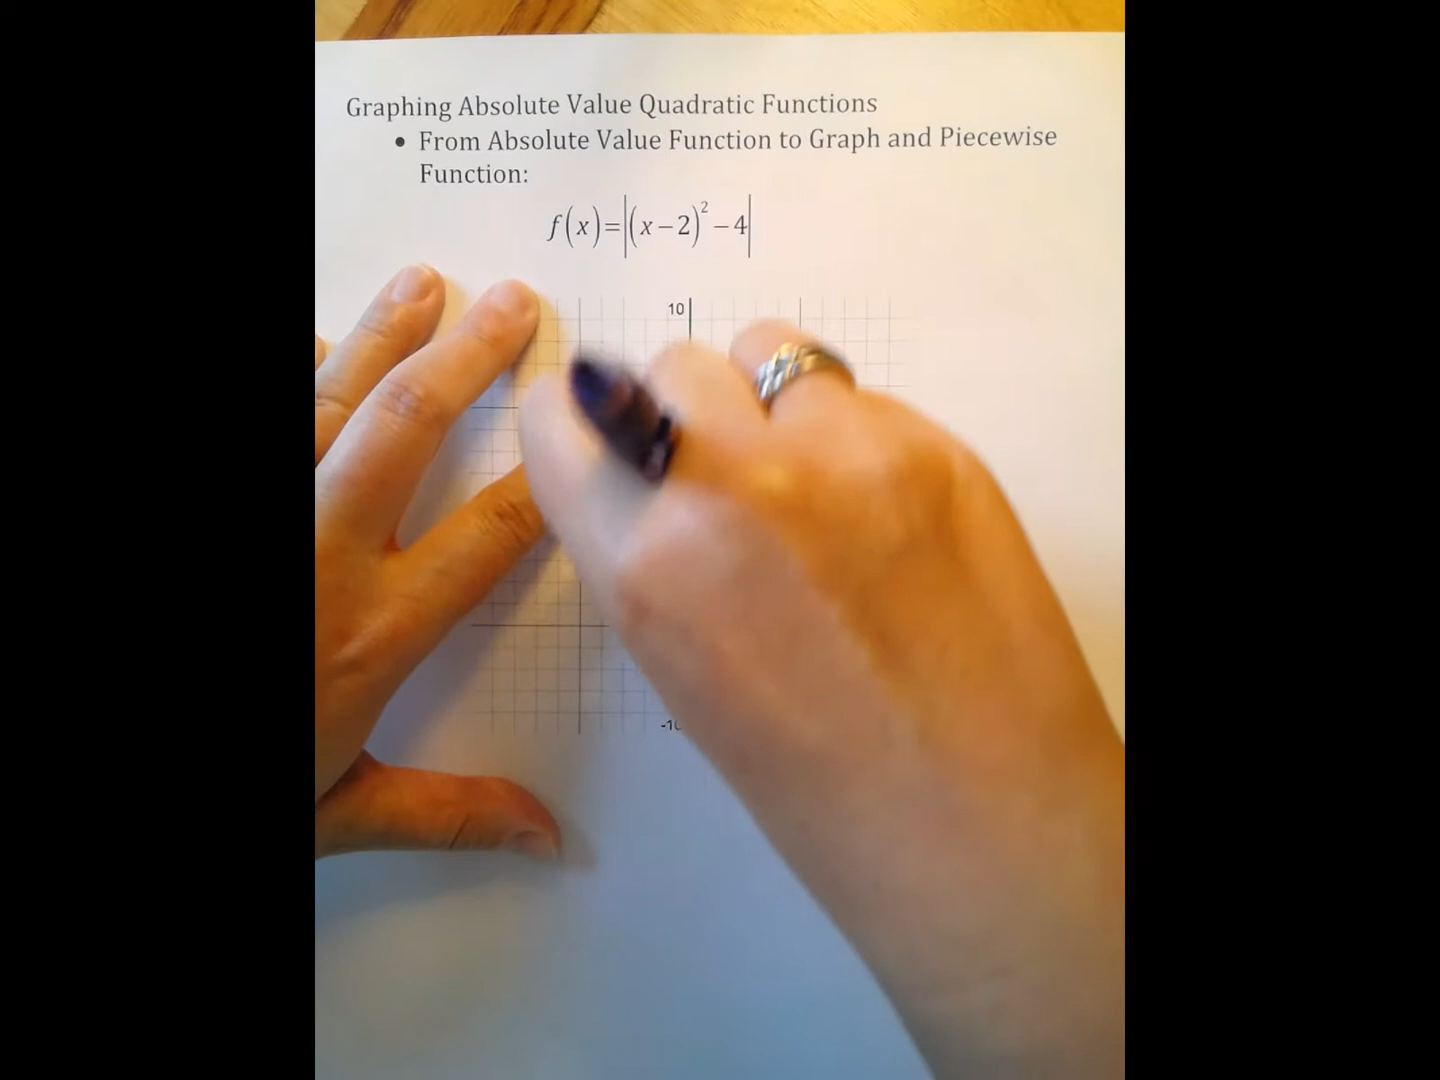 Graphing Absolute Value Quadratic Functions
• From Absolute Value Function to Graph and Piecewise
Function:
f(x)=|(x−2)²−4|
10